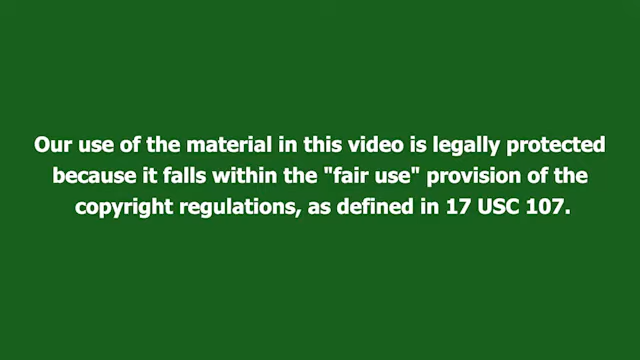 Our use of the material in this video is legally protected
because it falls within the "fair use" provision of the
copyright regulations, as defined in 17 USC 107.